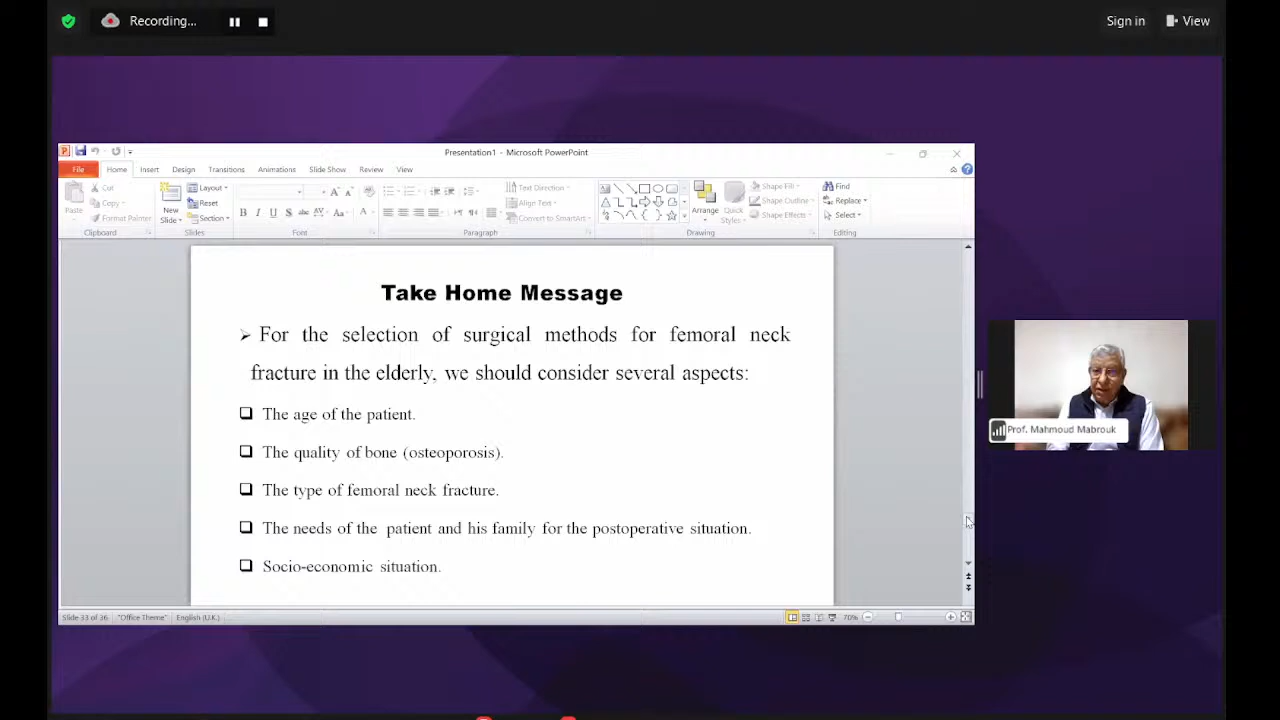 Recording...
Sign in
View
Presentation1 - Microsoft PowerPoint
File Home Insert Design Transitions Animations Slide Show Review View
Cut
Copy
Format Painter
Paste
Clipboard
New
Slide
Layout
Reset
Section
Slides
Font
Text Direction
Align Text
Convert to SmartArt
Paragraph
Arrange
Quick
Styles
Shape Fill
Shape Outline
Shape Effects
Drawing
Find
Replace
Select
Editing
Take Home Message
For the selection of surgical methods for femoral neck
fracture in the elderly, we should consider several aspects:
The age of the patient.
The quality of bone (osteoporosis).
The type of femoral neck fracture.
The needs of the patient and his family for the postoperative situation.
Socio-economic situation.
Prof. Mahmoud Mabrouk
Slide 33 of 36 "Office Theme" English (U.K.) 70%